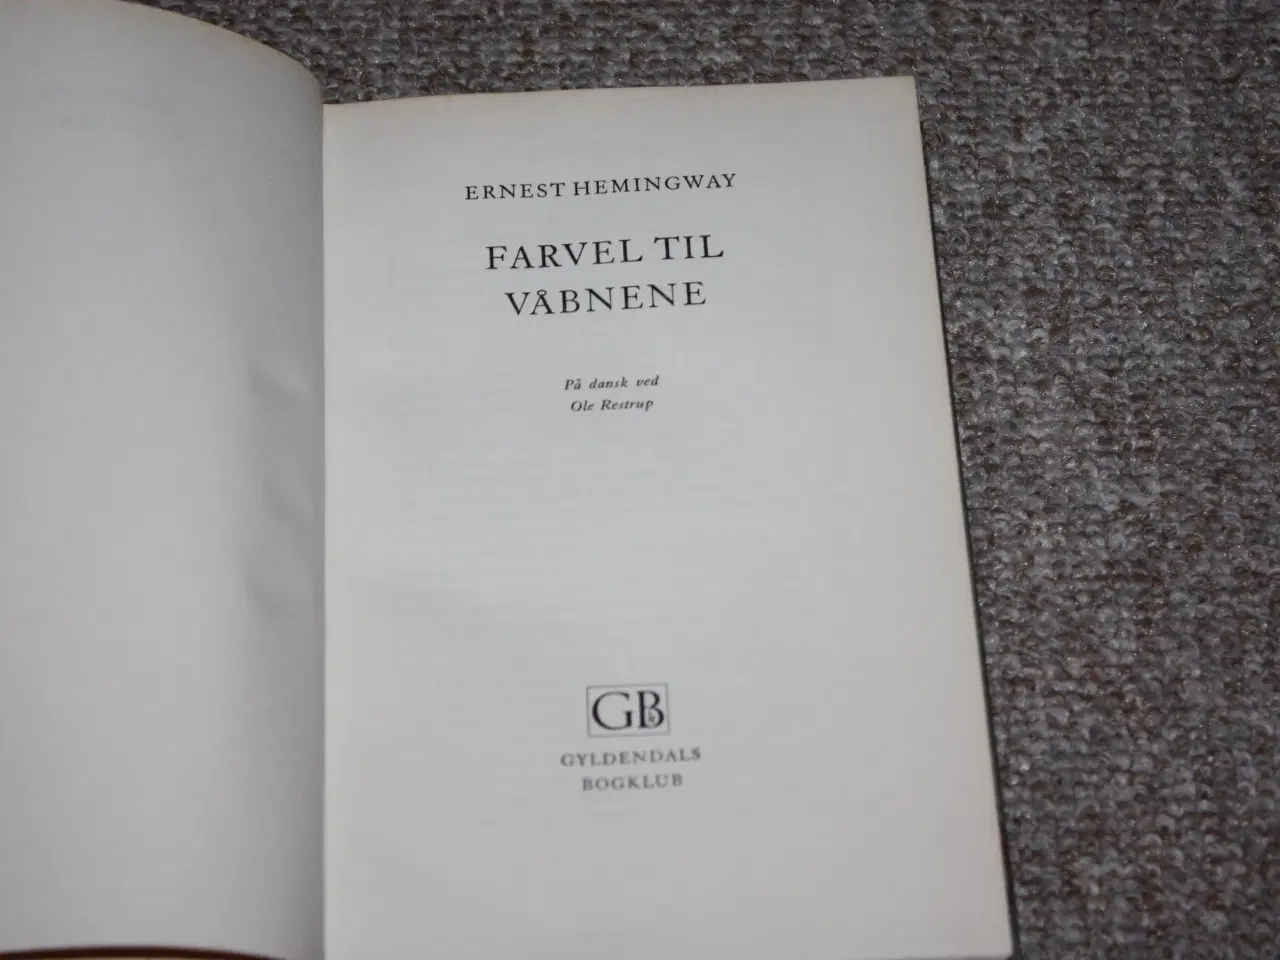 ERNEST HEMINGWAY
FARVEL TIL
VÅBNENE
På dansk ved
Ole Restrup
GB
GYLDENDALS
BOGKLUB